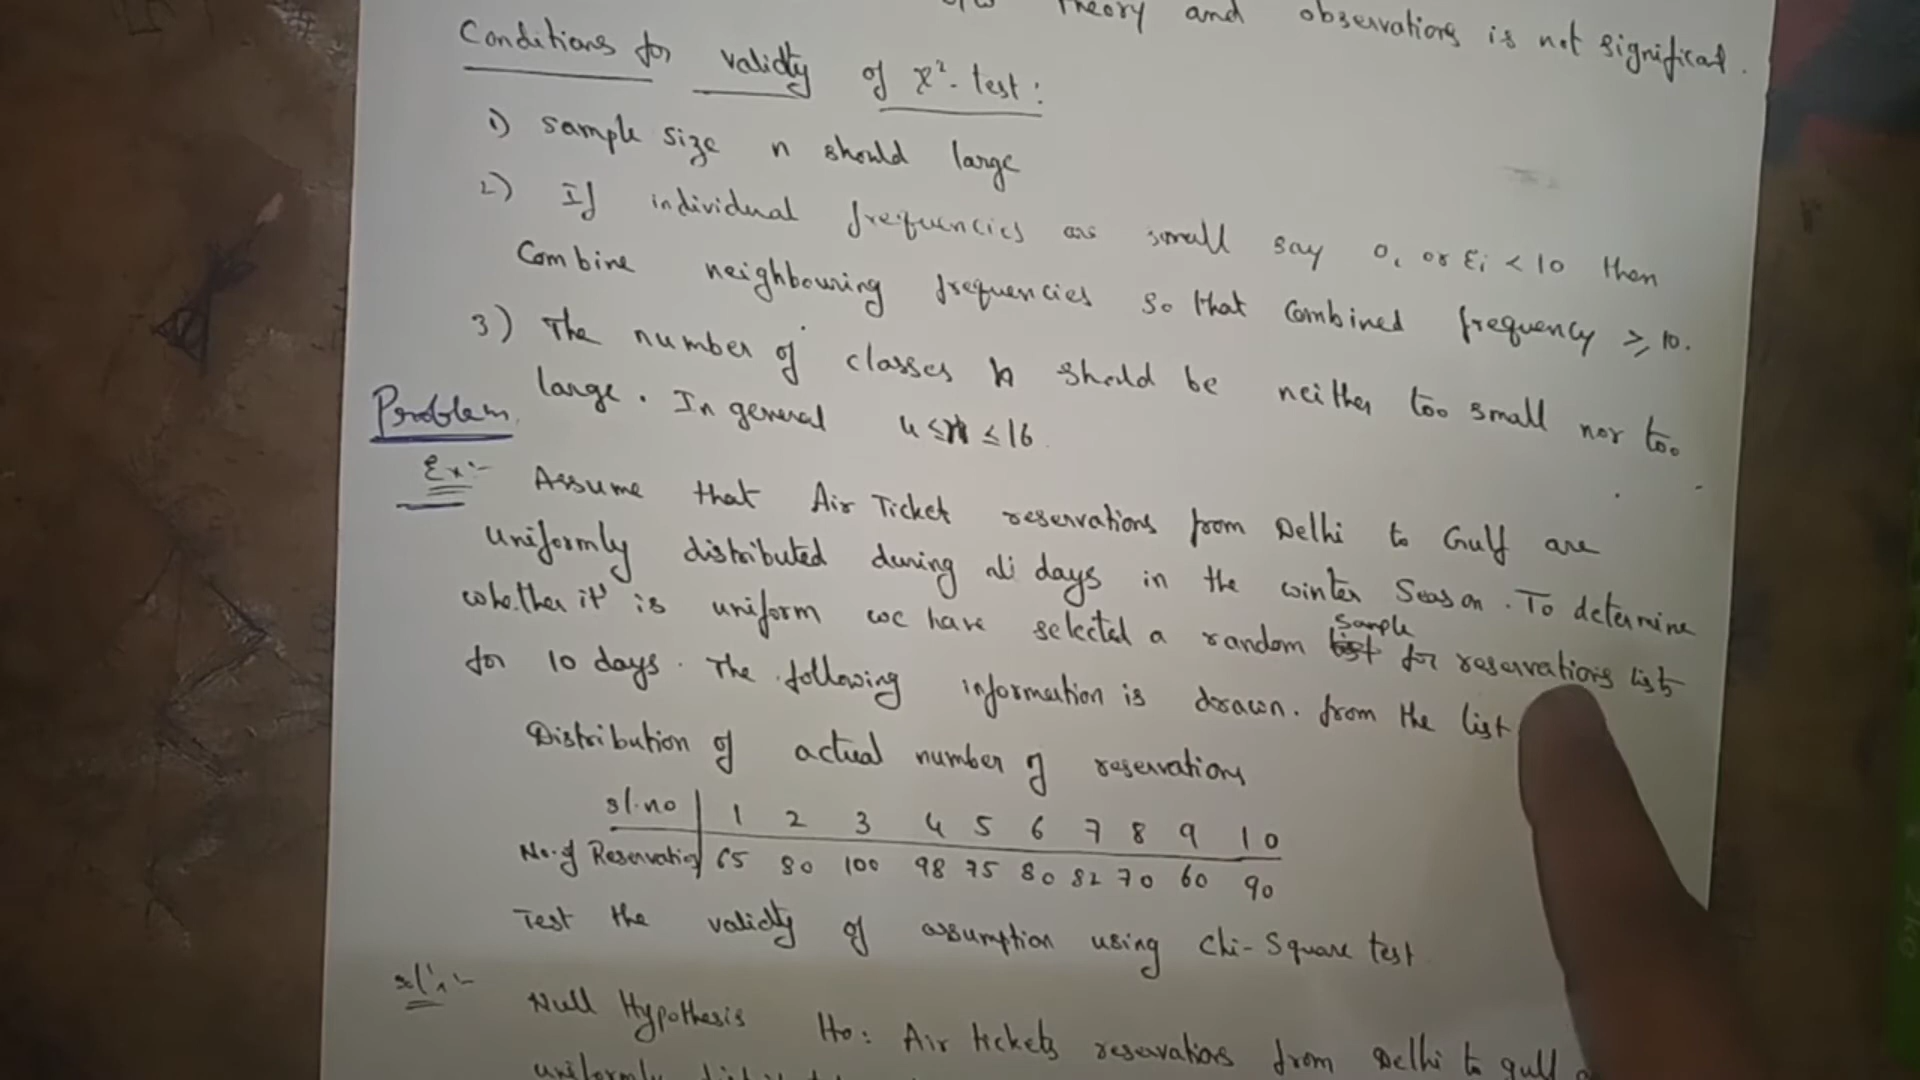 Theory and observations is not significant.
Conditions for validity of χ²- test :
1) Sample size n should large
2) If individual frequencies are small say Oi or Ei < 10 then
Combine neighbouring frequencies so that combined frequency ≥ 10.
3) The number of classes n should be neither too small nor too
large. In general 4 ≤ n ≤ 16
Problem
Ex:- Assume that Air Ticket reservations from Delhi to Gulf are
uniformly distributed during all days in the winter Season. To determine
whether it is uniform we have selected a random sample for reservations list
for 10 days. The following information is drawn. from the list
Distribution of actual number of reservations
sl.no 1 2 3 4 5 6 7 8 9 10
No. of Reservation 65 80 100 98 75 80 82 70 60 90
Test the validity of assumption using Chi-Square test
Null Hypothesis Ho: Air tickets reservations from Delhi to gulf
uniformly